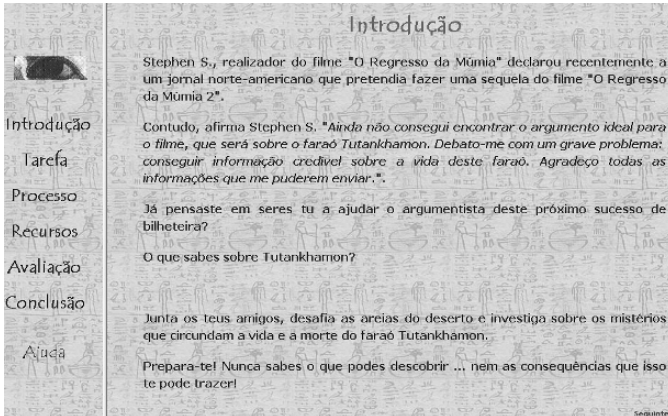 Introdução
Stephen S., realizador do filme "O Regresso da Múmia" declarou recentemente a
um jornal norte-americano que pretendia fazer uma sequela do filme "O Regresso
da Múmia 2".
Contudo, afirma Stephen S. "Ainda não consegui encontrar o argumento ideal para
o filme, que será sobre o faraó Tutankhamon. Debato-me com um grave problema:
conseguir informação credível sobre a vida deste faraó. Agradeço todas as
informações que me puderem enviar.".
Já pensaste em seres tu a ajudar o argumentista deste próximo sucesso de
bilheteira?
O que sabes sobre Tutankhamon?
Junta os teus amigos, desafia as areias do deserto e investiga sobre os mistérios
que circundam a vida e a morte do faraó Tutankhamon.
Prepara-te! Nunca sabes o que podes descobrir ... nem as consequências que isso
te pode trazer!
Seguinte
Introdução
Tarefa
Processo
Recursos
Avaliação
Conclusão
Ajuda